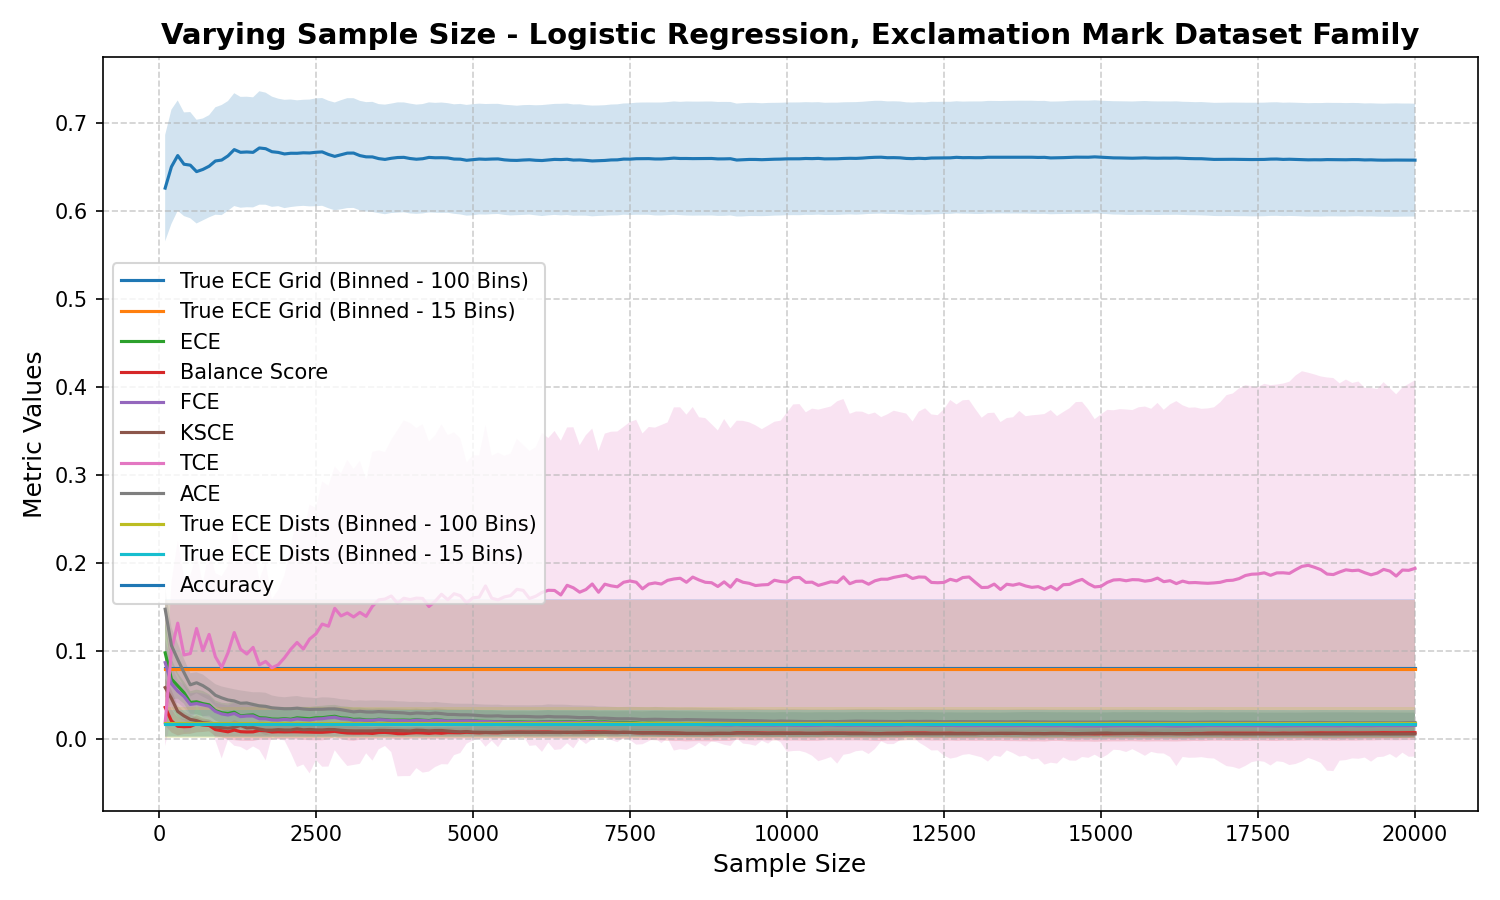 Varying Sample Size - Logistic Regression, Exclamation Mark Dataset Family
Metric Values
0.7
0.6
0.5
0.4
0.3
0.2
0.1
0.0
True ECE Grid (Binned - 100 Bins)
True ECE Grid (Binned - 15 Bins)
ECE
Balance Score
FCE
KSCE
TCE
ACE
True ECE Dists (Binned - 100 Bins)
True ECE Dists (Binned - 15 Bins)
Accuracy
0 2500 5000 7500 10000 12500 15000 17500 20000
Sample Size